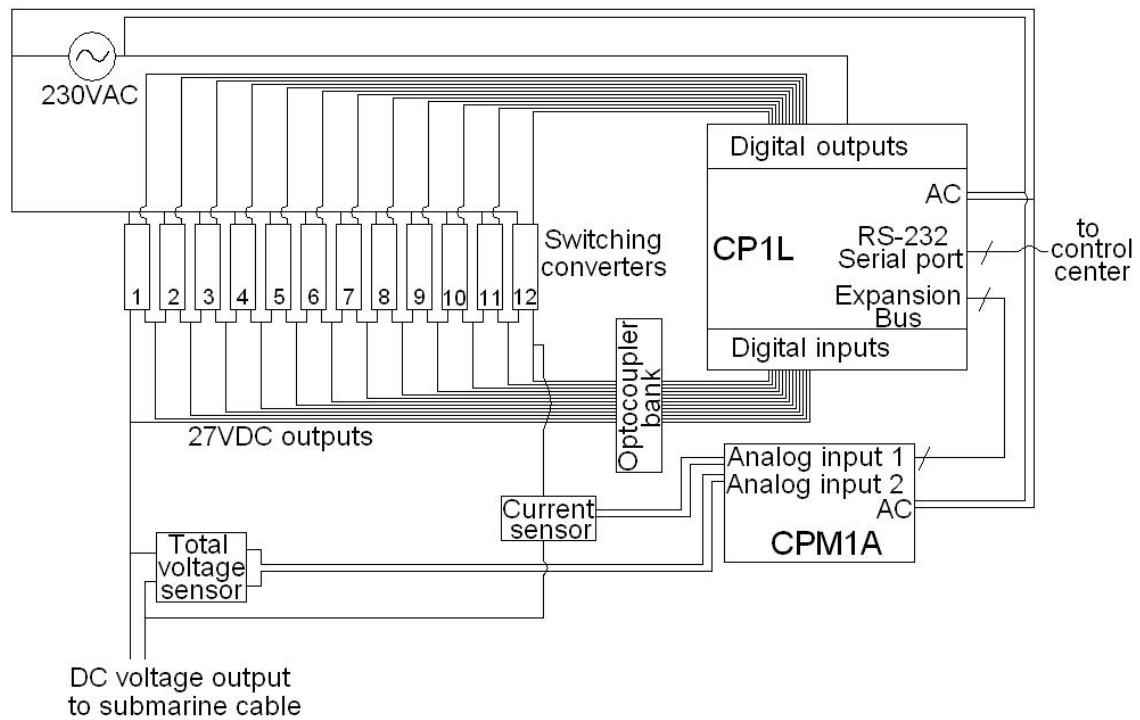 230VAC
Digital outputs
AC
CP1L
RS-232
Serial port
to
control
center
Expansion
Bus
Digital inputs
Switching
converters
1 2 3 4 5 6 7 8 9 10 11 12
Optocoupler
bank
27VDC outputs
Analog input 1
Analog input 2
AC
CPM1A
Current
sensor
Total
voltage
sensor
DC voltage output
to submarine cable